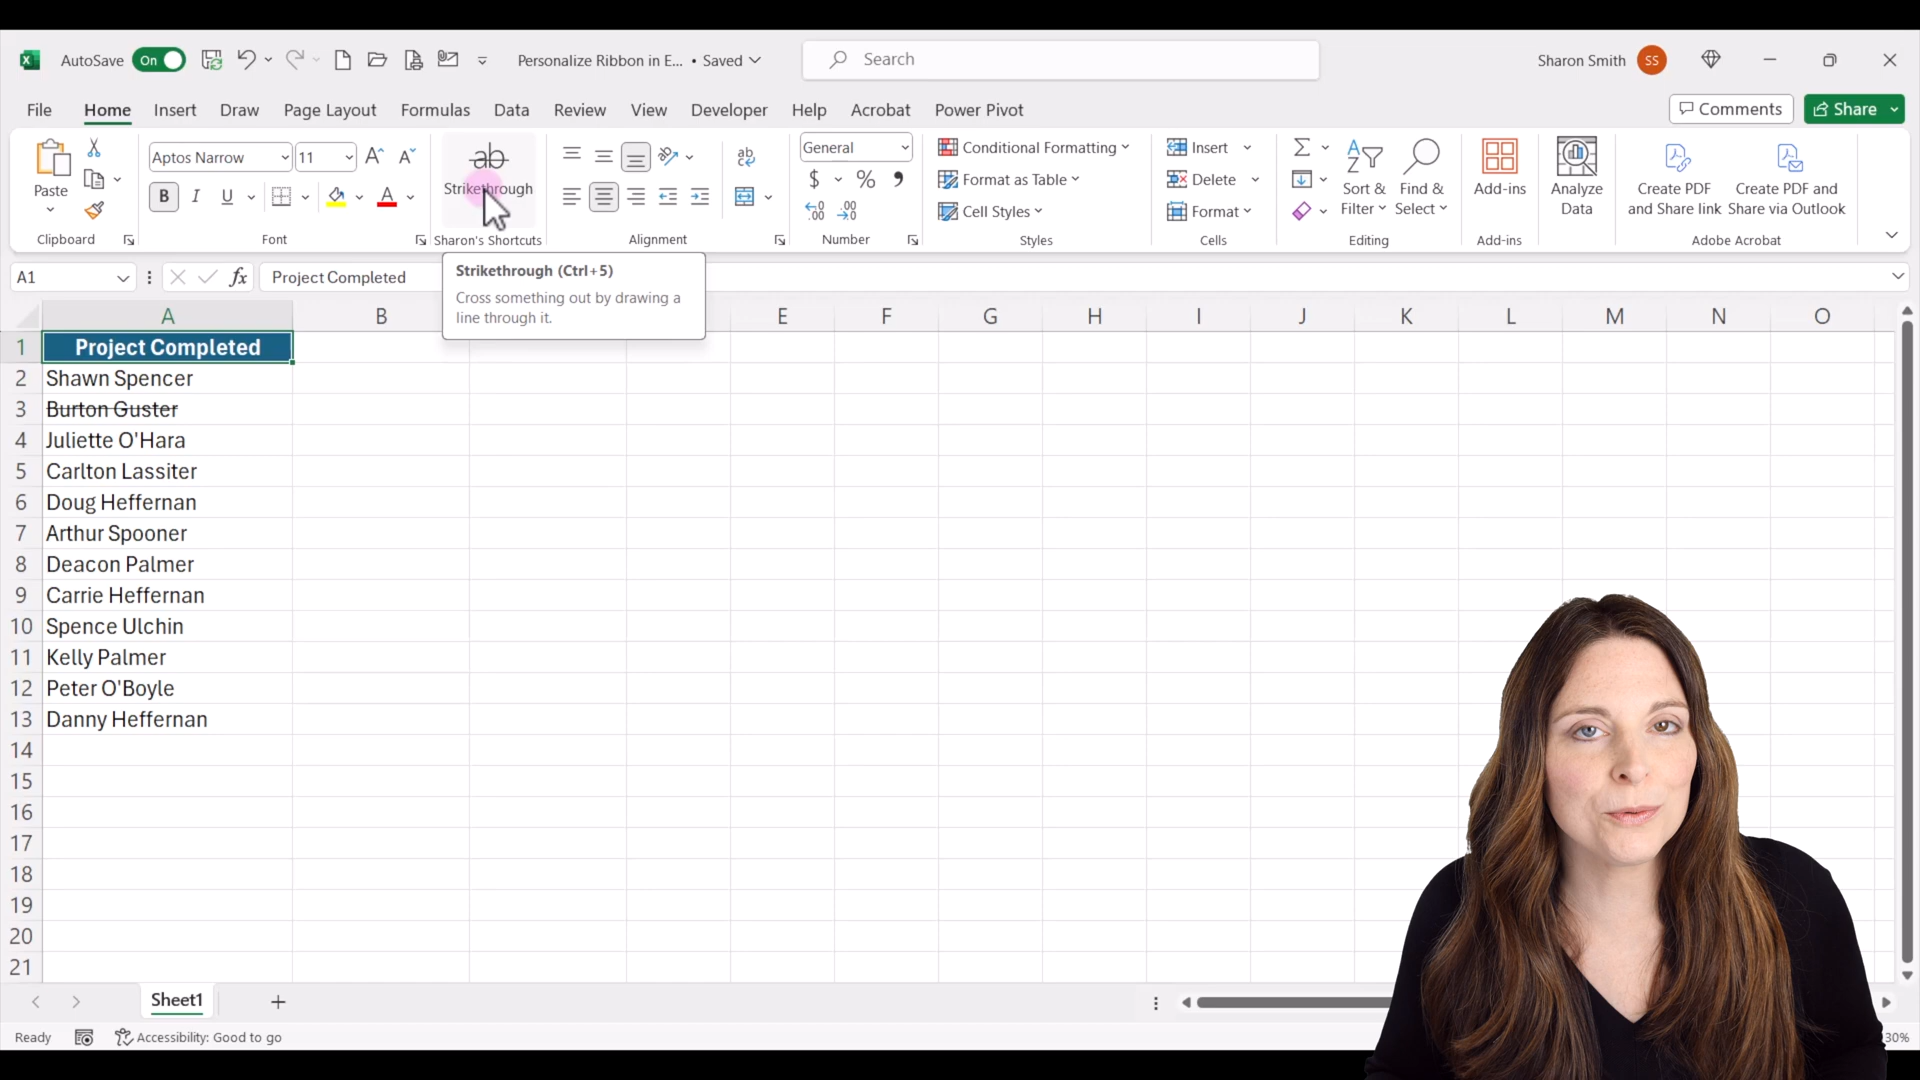 AutoSave On Personalize Ribbon in E... • Saved Search Sharon Smith SS
File Home Insert Draw Page Layout Formulas Data Review View Developer Help Acrobat Power Pivot Comments Share
Paste
Clipboard
Aptos Narrow 11
B I U A
Font
ab
Strikethrough
Sharon's Shortcuts
Alignment
General
$ % 9
Number
Conditional Formatting
Format as Table
Cell Styles
Styles
Insert
Delete
Format
Cells
Sort & Filter
Find & Select
Editing
Add-ins
Add-ins
Analyze Data
Create PDF and Share link
Create PDF and Share via Outlook
Adobe Acrobat
A1 fx Project Completed
Strikethrough (Ctrl+5)
Cross something out by drawing a
line through it.
A B E F G H I J K L M N O
1 Project Completed
2 Shawn Spencer
3 Burton Guster
4 Juliette O'Hara
5 Carlton Lassiter
6 Doug Heffernan
7 Arthur Spooner
8 Deacon Palmer
9 Carrie Heffernan
10 Spence Ulchin
11 Kelly Palmer
12 Peter O'Boyle
13 Danny Heffernan
14
15
16
17
18
19
20
21
Sheet1
Ready Accessibility: Good to go 30%